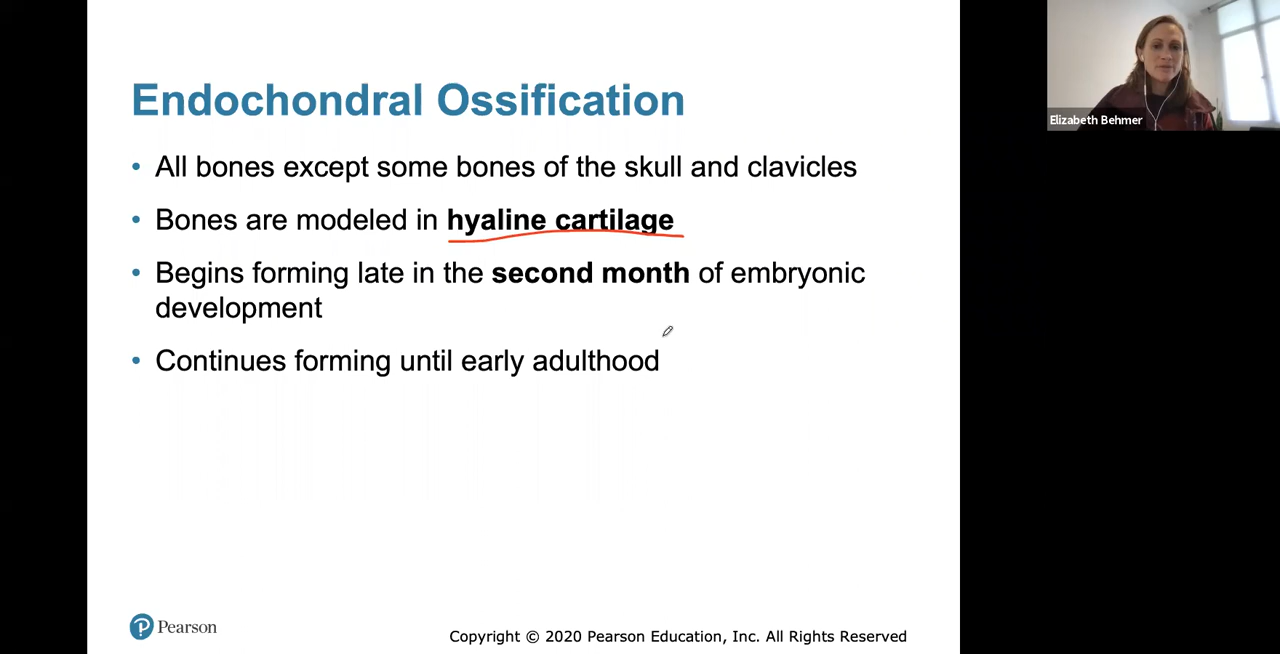 Endochondral Ossification
• All bones except some bones of the skull and clavicles
• Bones are modeled in hyaline cartilage
• Begins forming late in the second month of embryonic
development
• Continues forming until early adulthood
Pearson
Copyright © 2020 Pearson Education, Inc. All Rights Reserved
Elizabeth Behmer